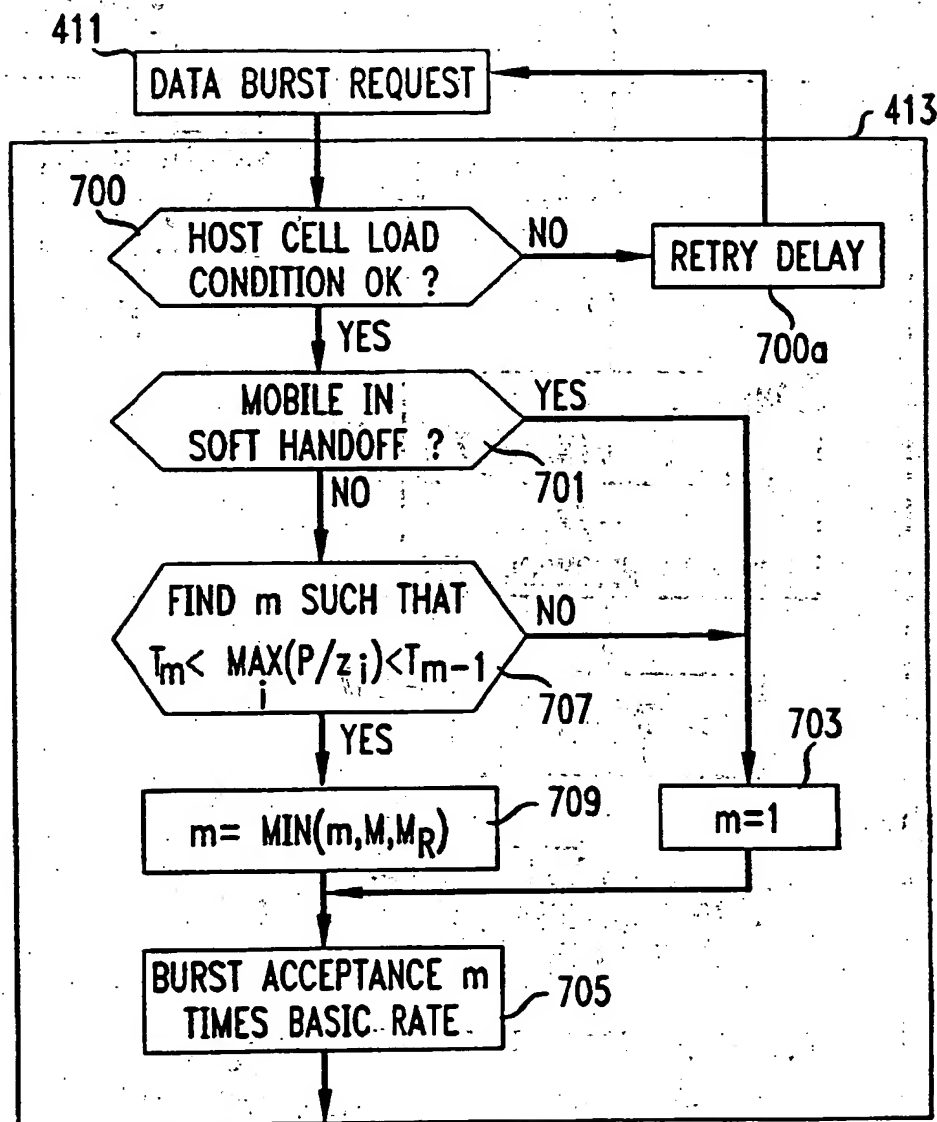 411
DATA BURST REQUEST
413
700
HOST CELL LOAD
CONDITION OK ?
NO
RETRY DELAY
700a
YES
MOBILE IN
SOFT HANDOFF ?
YES
701
NO
FIND m SUCH THAT
Tm< MAX(P/zi)<Tm-1
i
NO
707
YES
703
m= MIN(m,M,MR)
709
m=1
BURST ACCEPTANCE m
TIMES BASIC RATE
705